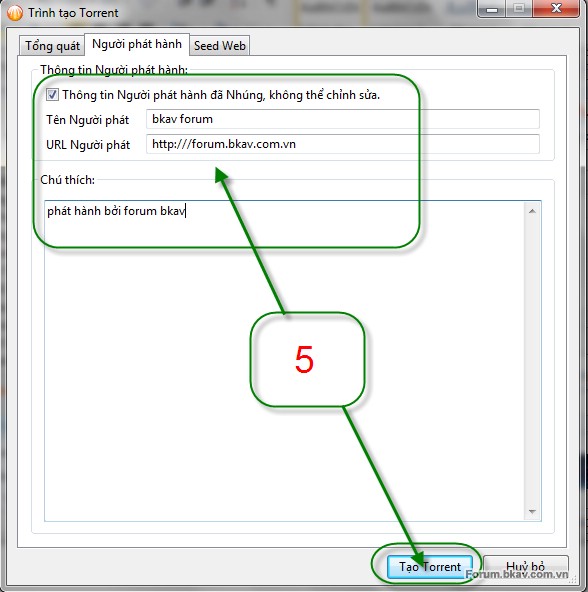 Trình tạo Torrent
Tổng quát
Người phát hành
Seed Web
Thông tin Người phát hành:
Thông tin Người phát hành đã Nhúng, không thể chỉnh sửa.
Tên Người phát
bkav forum
URL Người phát
http:///forum.bkav.com.vn
Chú thích:
phát hành bởi forum bkav
5
Tạo Torrent
Huỷ bỏ
Forum.bkav.com.vn